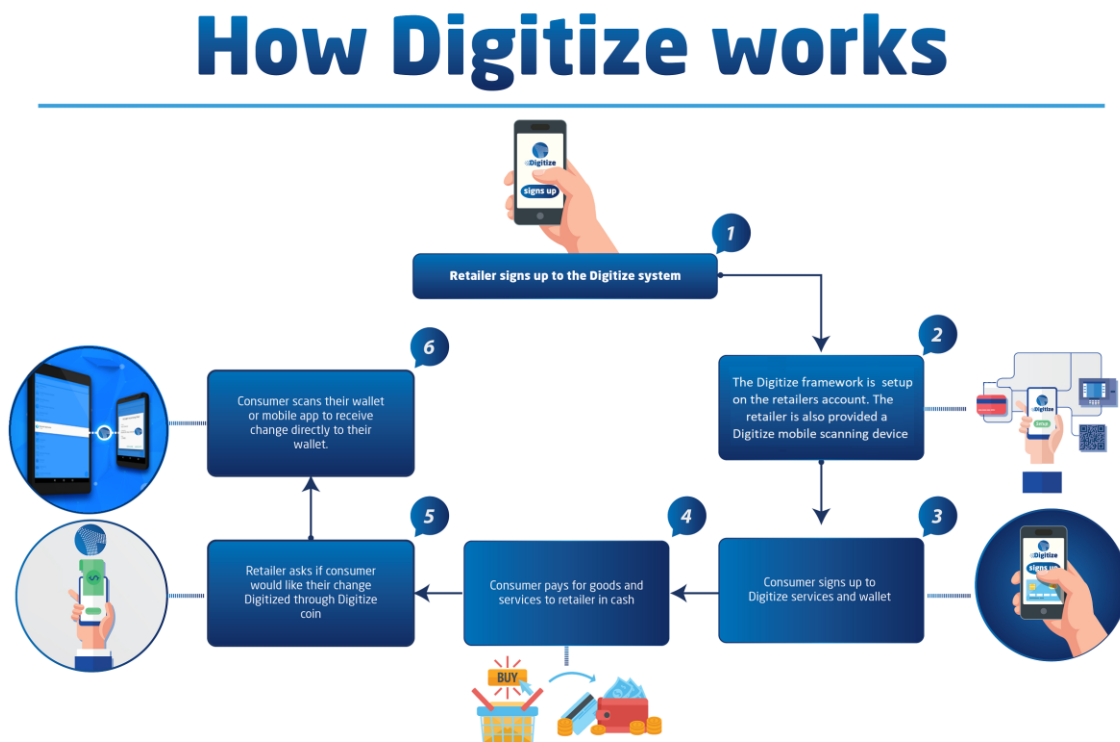 How Digitize works
Digitize
signs up
1
Retailer signs up to the Digitize system
2
The Digitize framework is setup
on the retailers account. The
retailer is also provided a
Digitize mobile scanning device
Digitize
Setup
3
Consumer signs up to
Digitize services and wallet
Digitize
signs up
4
Consumer pays for goods and
services to retailer in cash
BUY
5
Retailer asks if consumer
would like their change
Digitized through Digitize
coin
6
Consumer scans their wallet
or mobile app to receive
change directly to their
wallet.